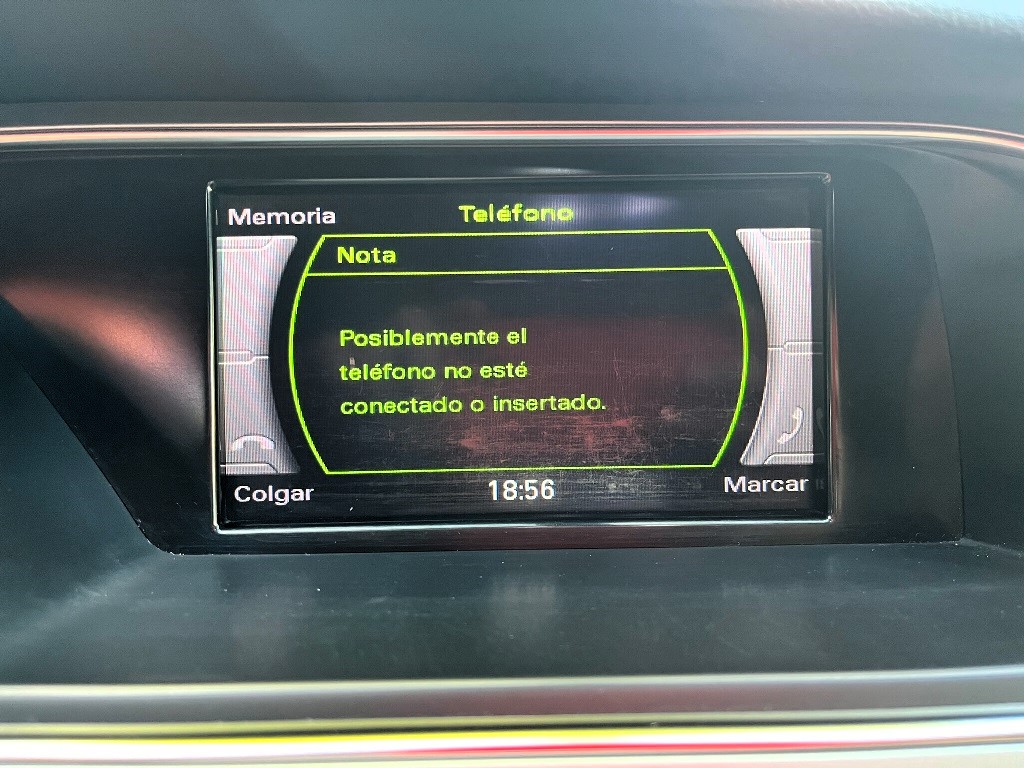 Memoria
Teléfono
Nota
Posiblemente el
teléfono no esté
conectado o insertado.
Colgar
18:56
Marcar